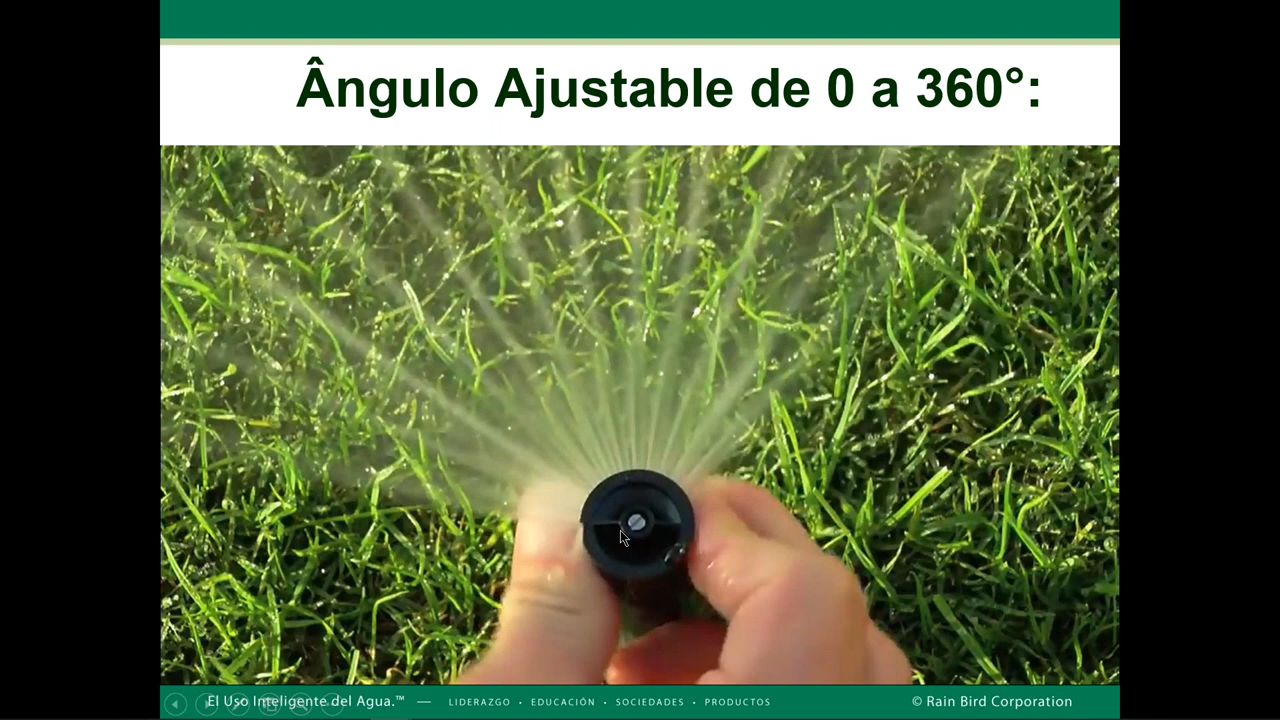 Ângulo Ajustable de 0 a 360°:
El Uso Inteligente del Agua.™ — LIDERAZGO • EDUCACIÓN • SOCIEDADES • PRODUCTOS © Rain Bird Corporation